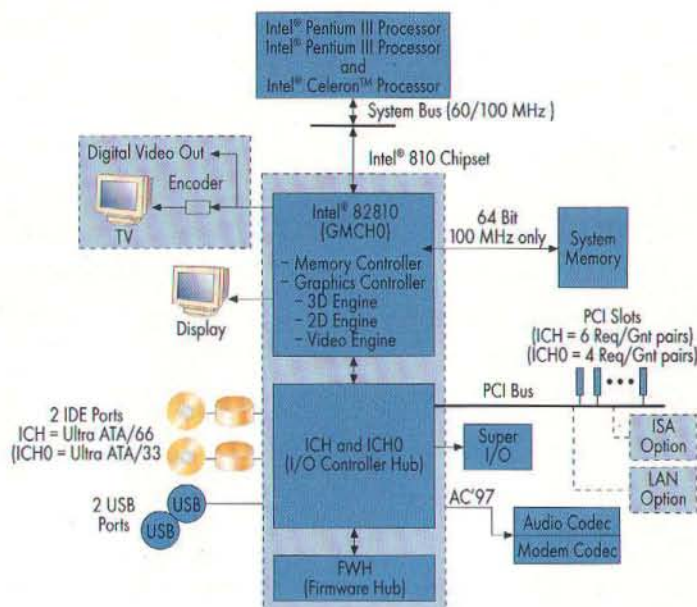 Intel® Pentium III Processor
Intel® Pentium III Processor
and
Intel® Celeron™ Processor
System Bus (60/100 MHz )
Intel® 810 Chipset
Digital Video Out
Encoder
TV
Intel® 82810
(GMCH0)
– Memory Controller
– Graphics Controller
– 3D Engine
– 2D Engine
– Video Engine
64 Bit
100 MHz only
System
Memory
Display
PCI Slots
(ICH = 6 Req/Gnt pairs)
(ICH0 = 4 Req/Gnt pairs)
PCI Bus
2 IDE Ports
ICH = Ultra ATA/66
(ICH0 = Ultra ATA/33)
ICH and ICH0
(I/O Controller Hub)
Super
I/O
ISA
Option
LAN
Option
2 USB
Ports
USB
USB
AC'97
Audio Codec
Modem Codec
FWH
(Firmware Hub)